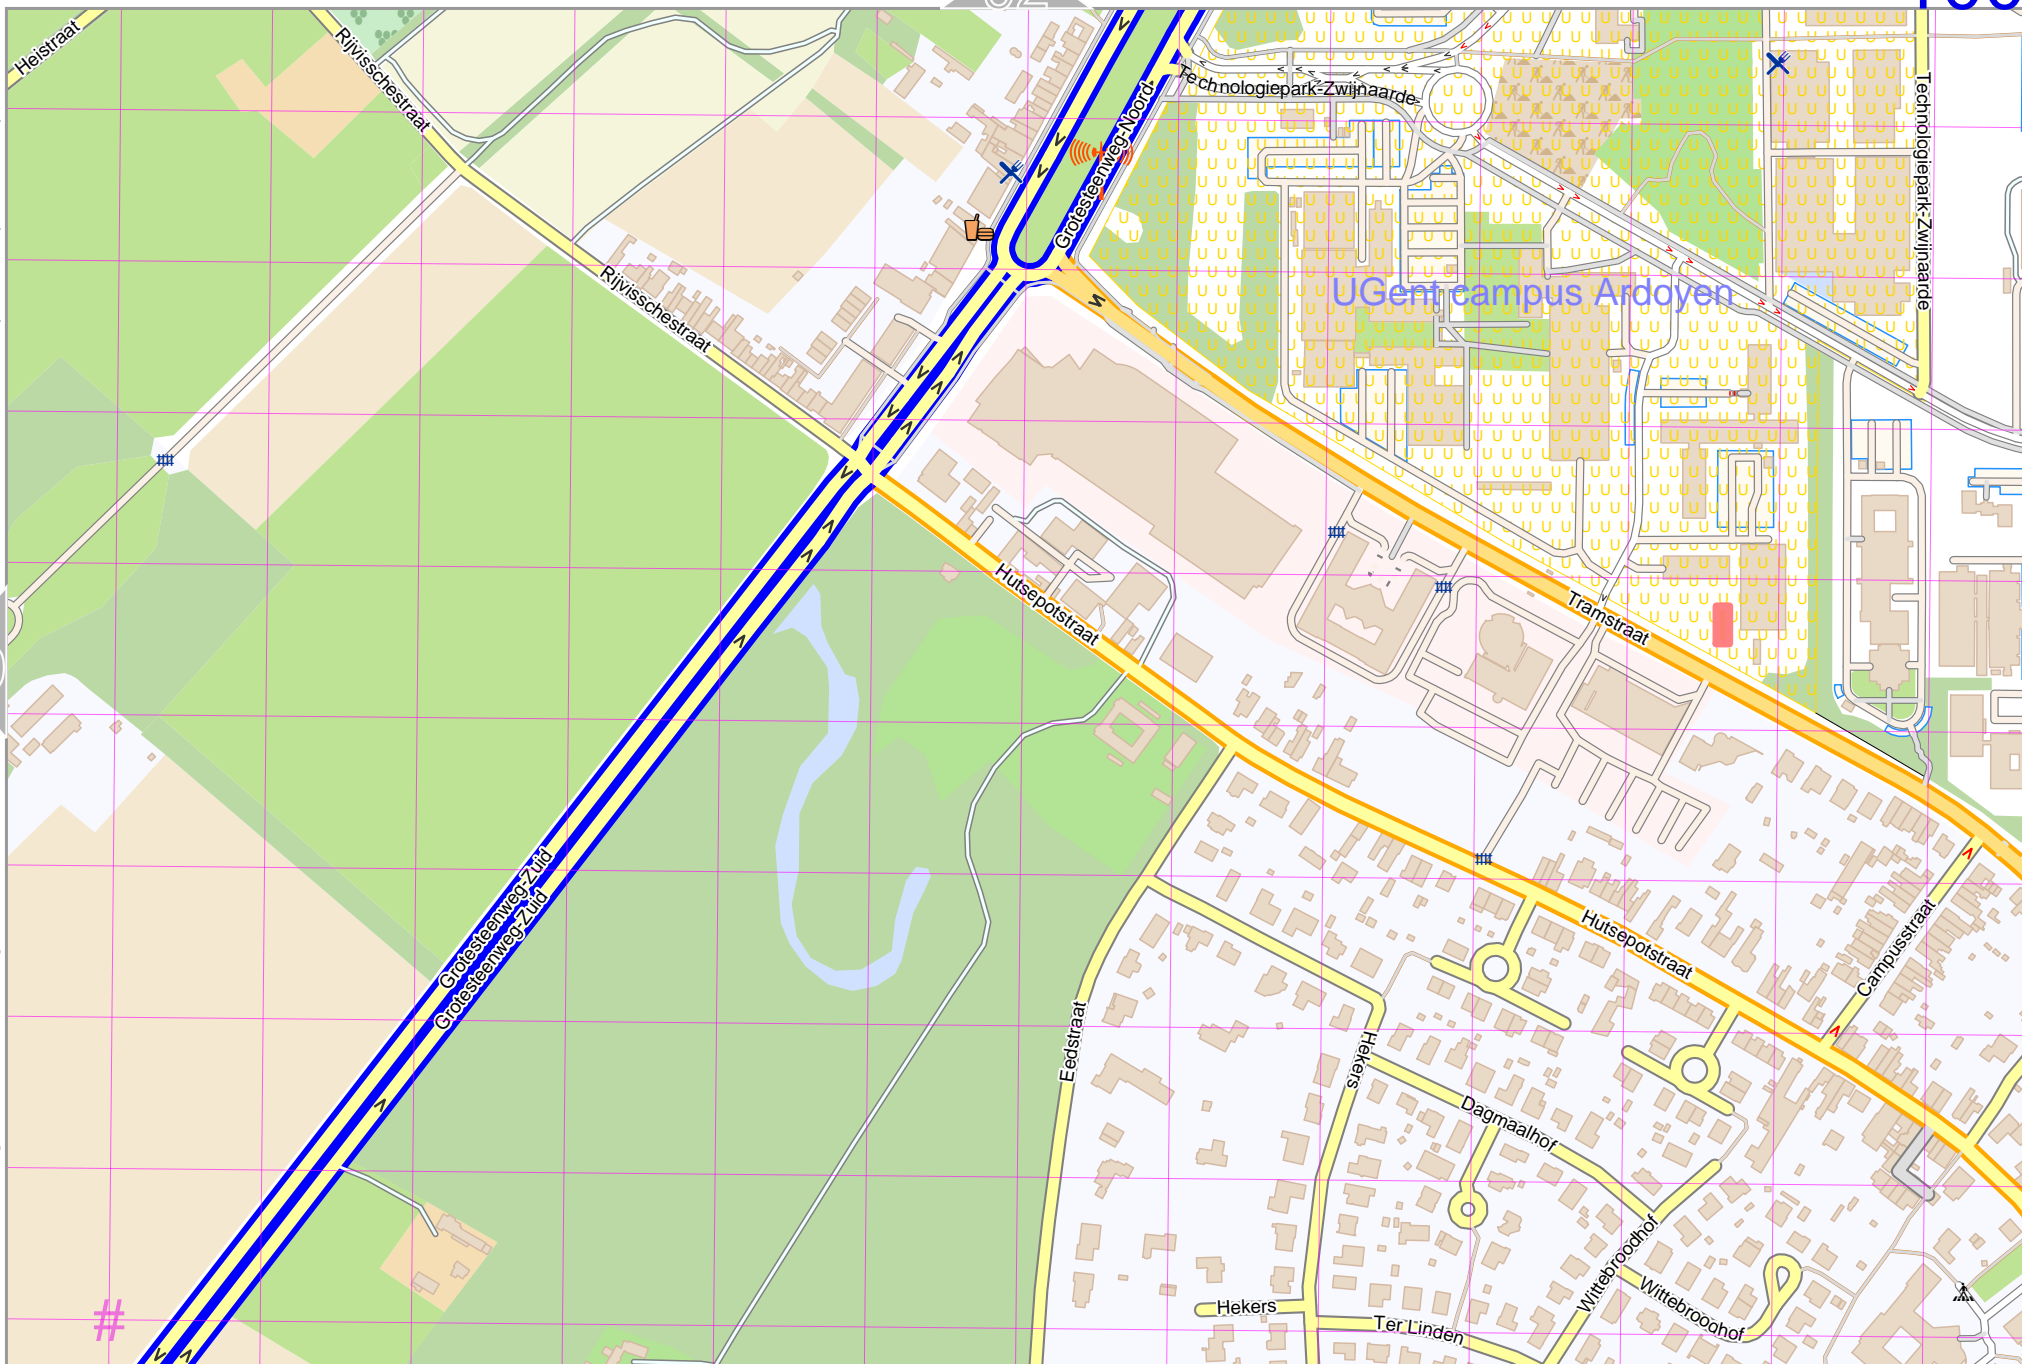 Heistraat
Rijvisschestraat
Technologiepark-Zwijnaarde
Grotesteenweg-Noord
Technologiepark-Zwijnaarde
Rijvisschestraat
UGent campus Ardoyen
Hutsepotstraat
Tramstraat
Grotesteenweg-Zuid
Grotesteenweg-Zuid
Hutsepotstraat
Campusstraat
Eedstraat
Hekers
Dagmaalhof
Wittebroodhof
Wittebroodhof
Hekers
Ter Linden
#